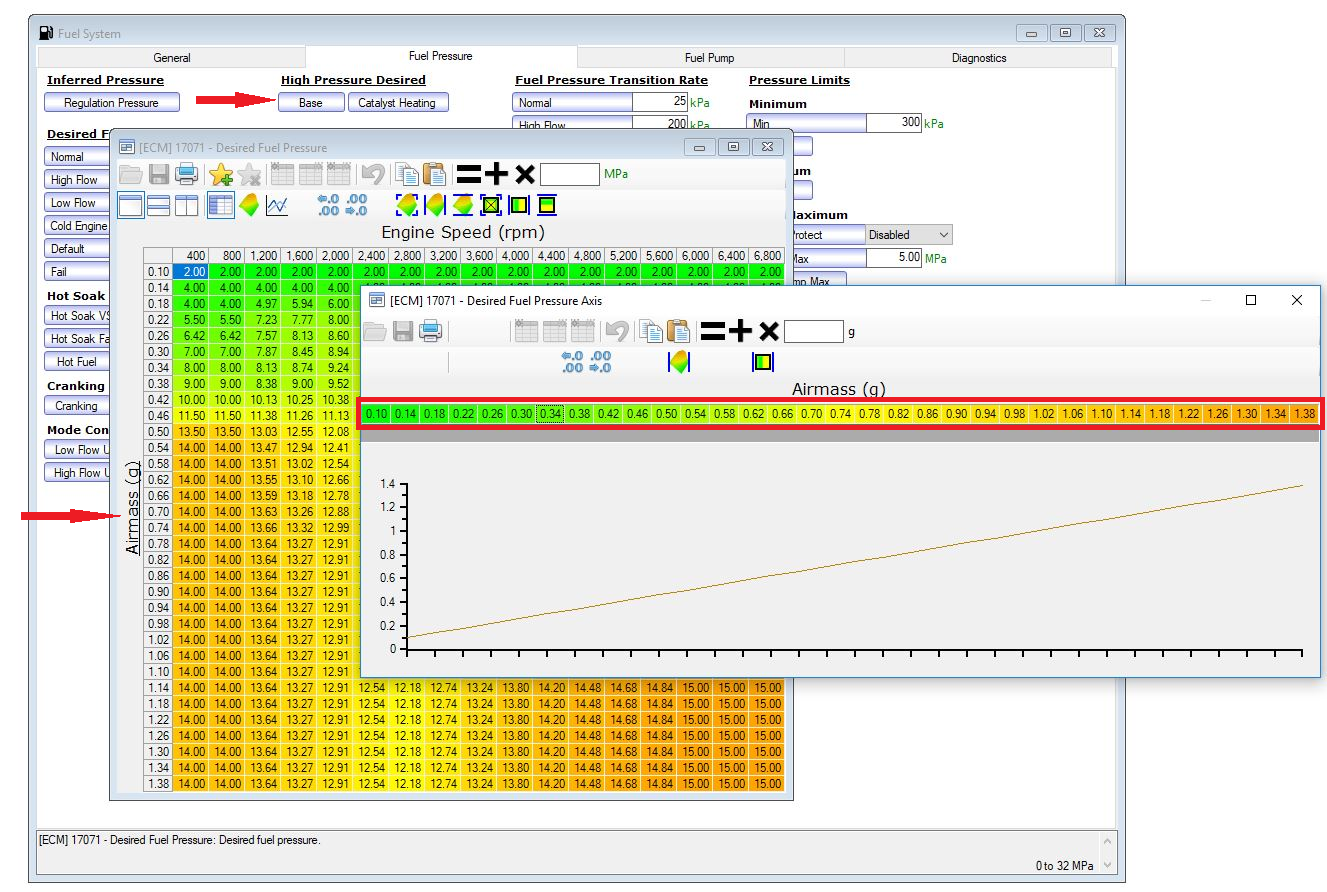 Fuel System
General Fuel Pressure Fuel Pump Diagnostics
Inferred Pressure High Pressure Desired Fuel Pressure Transition Rate Pressure Limits
Regulation Pressure Base Catalyst Heating Normal 25 kPa Minimum
High Flow 200 kPa Min 300 kPa
Desired F
Normal
High Flow
Low Flow
Cold Engine
Default
Fail
Hot Soak
Hot Soak VS
Hot Soak Fa
Hot Fuel
Cranking
Cranking
Mode Con
Low Flow U
High Flow U
um
Maximum
Protect Disabled
Max 5.00 MPa
mp Max
[ECM] 17071 - Desired Fuel Pressure
MPa
Engine Speed (rpm)
Airmass (g)
400 800 1,200 1,600 2,000 2,400 2,800 3,200 3,600 4,000 4,400 4,800 5,200 5,600 6,000 6,400 6,800
0.10 2.00 2.00 2.00 2.00 2.00 2.00 2.00 2.00 2.00 2.00 2.00 2.00 2.00 2.00 2.00 2.00 2.00
0.14 4.00 4.00 4.00 4.00 4.00
0.18 4.00 4.00 4.97 5.94 6.00
0.22 5.50 5.50 7.23 7.77 8.00
0.26 6.42 6.42 7.57 8.13 8.60
0.30 7.00 7.00 7.87 8.45 8.94
0.34 8.00 8.00 8.13 8.74 9.24
0.38 9.00 9.00 8.38 9.00 9.52
0.42 10.00 10.00 10.13 10.25 10.38
0.46 11.50 11.50 11.38 11.26 11.13
0.50 13.50 13.50 13.03 12.55 12.08
0.54 14.00 14.00 13.47 12.94 12.41
0.58 14.00 14.00 13.51 13.02 12.54
0.62 14.00 14.00 13.55 13.10 12.66
0.66 14.00 14.00 13.59 13.18 12.78
0.70 14.00 14.00 13.63 13.26 12.88
0.74 14.00 14.00 13.66 13.32 12.99
0.78 14.00 14.00 13.64 13.27 12.91
0.82 14.00 14.00 13.64 13.27 12.91
0.86 14.00 14.00 13.64 13.27 12.91
0.90 14.00 14.00 13.64 13.27 12.91
0.94 14.00 14.00 13.64 13.27 12.91
0.98 14.00 14.00 13.64 13.27 12.91
1.02 14.00 14.00 13.64 13.27 12.91
1.06 14.00 14.00 13.64 13.27 12.91
1.10 14.00 14.00 13.64 13.27 12.91
1.14 14.00 14.00 13.64 13.27 12.91 12.54 12.18 12.74 13.24 13.80 14.20 14.48 14.68 14.84 15.00 15.00 15.00
1.18 14.00 14.00 13.64 13.27 12.91 12.54 12.18 12.74 13.24 13.80 14.20 14.48 14.68 14.84 15.00 15.00 15.00
1.22 14.00 14.00 13.64 13.27 12.91 12.54 12.18 12.74 13.24 13.80 14.20 14.48 14.68 14.84 15.00 15.00 15.00
1.26 14.00 14.00 13.64 13.27 12.91 12.54 12.18 12.74 13.24 13.80 14.20 14.48 14.68 14.84 15.00 15.00 15.00
1.30 14.00 14.00 13.64 13.27 12.91 12.54 12.18 12.74 13.24 13.80 14.20 14.48 14.68 14.84 15.00 15.00 15.00
1.34 14.00 14.00 13.64 13.27 12.91 12.54 12.18 12.74 13.24 13.80 14.20 14.48 14.68 14.84 15.00 15.00 15.00
1.38 14.00 14.00 13.64 13.27 12.91 12.54 12.18 12.74 13.24 13.80 14.20 14.48 14.68 14.84 15.00 15.00 15.00
[ECM] 17071 - Desired Fuel Pressure Axis
g
Airmass (g)
0.10 0.14 0.18 0.22 0.26 0.30 0.34 0.38 0.42 0.46 0.50 0.54 0.58 0.62 0.66 0.70 0.74 0.78 0.82 0.86 0.90 0.94 0.98 1.02 1.06 1.10 1.14 1.18 1.22 1.26 1.30 1.34 1.38
1.4
1.2
1
0.8
0.6
0.4
0.2
0
[ECM] 17071 - Desired Fuel Pressure: Desired fuel pressure.
0 to 32 MPa